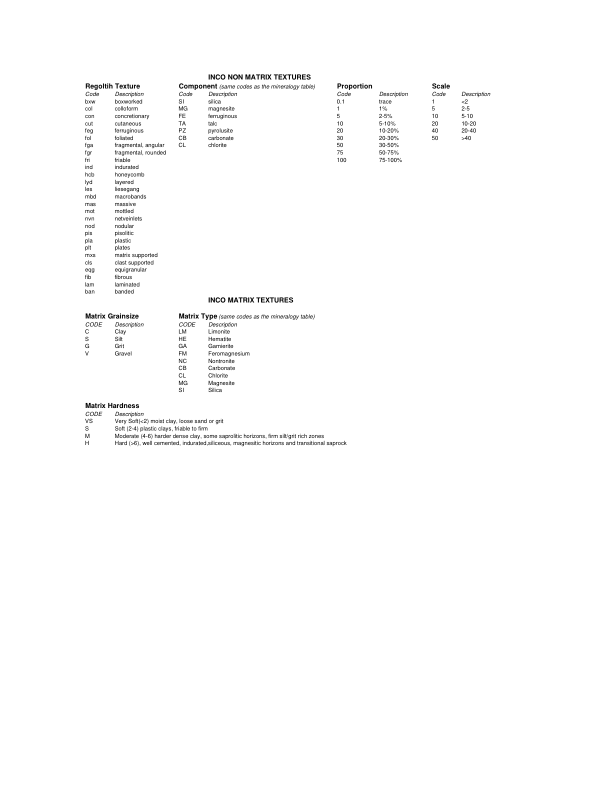 INCO NON MATRIX TEXTURES
Regoltih Texture Component (same codes as the mineralogy table) Proportion Scale
Code Description Code Description Code Description Code Description
bxw boxworked SI silica 0.1 trace 1 <2
col colloform MG magnesite 1 1% 5 2-5
con concretionary FE ferruginous 5 2-5% 10 5-10
cut cutaneous TA talc 10 5-10% 20 10-20
feg ferruginous PZ pyrolusite 20 10-20% 40 20-40
fol foliated CB carbonate 30 20-30% 50 >40
fga fragmental, angular CL chlorite 50 30-50%
fgr fragmental, rounded 75 50-75%
fri friable 100 75-100%
ind indurated
hcb honeycomb
lyd layered
les liesegang
mbd macrobands
mas massive
mot mottled
nvn netveinlets
nod nodular
pis pisolitic
pla plastic
plt plates
mxs matrix supported
cls clast supported
eqg equigranular
fib fibrous
lam laminated
ban banded
INCO MATRIX TEXTURES
Matrix Grainsize Matrix Type (same codes as the mineralogy table)
CODE Description CODE Description
C Clay LM Limonite
S Silt HE Hematite
G Grit GA Garnierite
V Gravel FM Ferromagnesium
NC Nontronite
CB Carbonate
CL Chlorite
MG Magnesite
SI Silica
Matrix Hardness
CODE Description
VS Very Soft(<2) moist clay, loose sand or grit
S Soft (2-4) plastic clays, friable to firm
M Moderate (4-6) harder dense clay, some saprolitic horizons, firm silt/grit rich zones
H Hard (>6), well cemented, indurated,siliceous, magnesitic horizons and transitional saprock